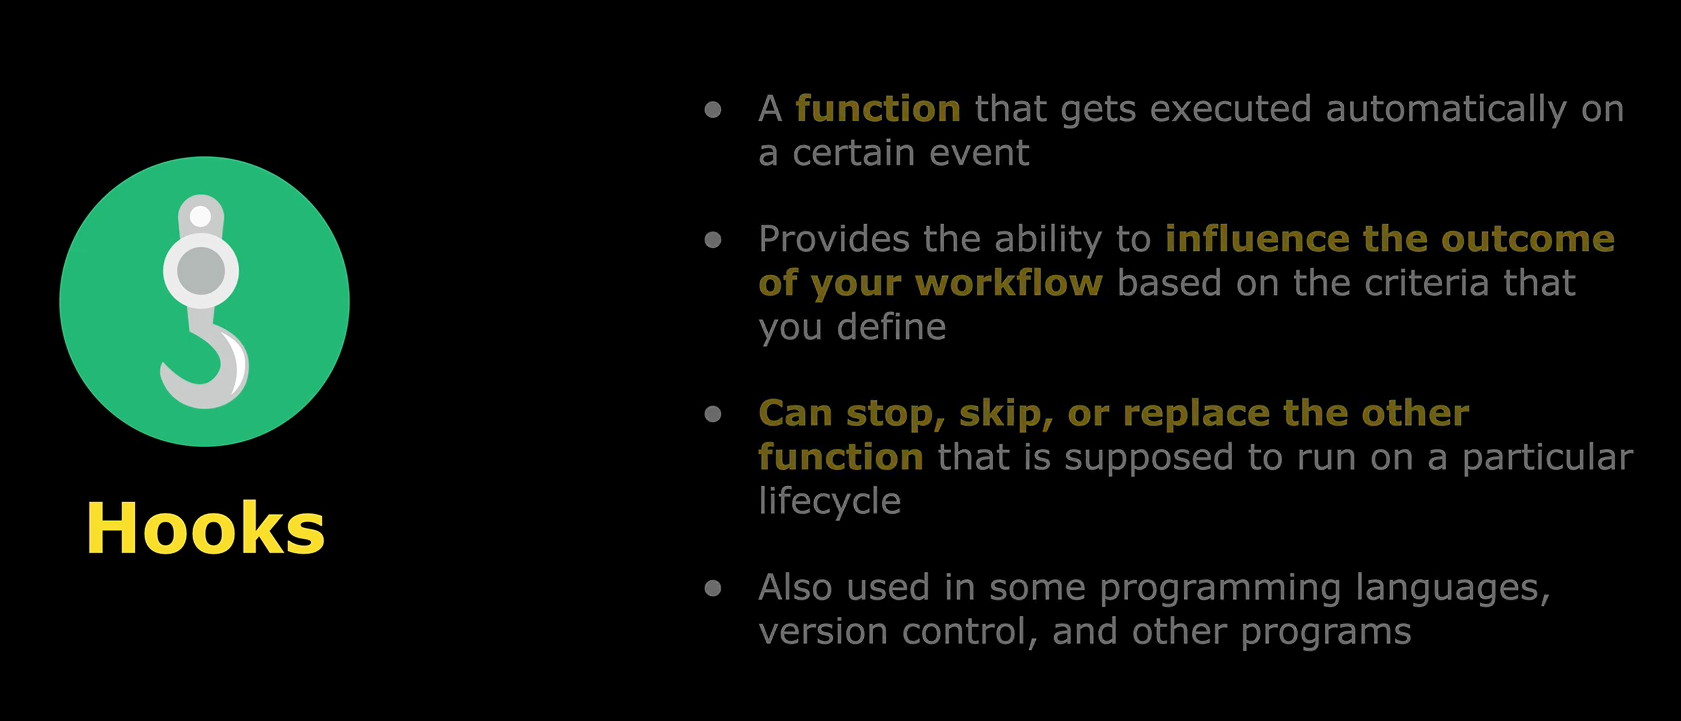 Hooks
● A function that gets executed automatically on
a certain event
● Provides the ability to influence the outcome
of your workflow based on the criteria that
you define
● Can stop, skip, or replace the other
function that is supposed to run on a particular
lifecycle
● Also used in some programming languages,
version control, and other programs